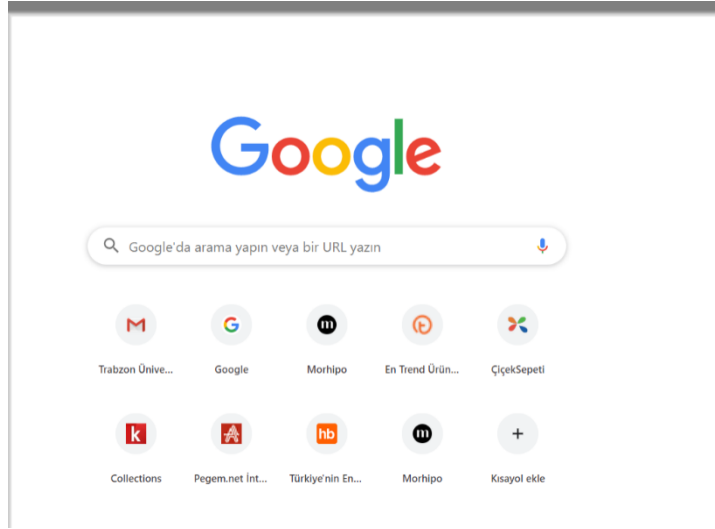 Google
Google'da arama yapın veya bir URL yazın
Trabzon Ünive...
Google
m
Morhipo
t
En Trend Ürün...
ÇiçekSepeti
k
Collections
Pegem.net İnt...
hb
Türkiye'nin En...
m
Morhipo
Kısayol ekle